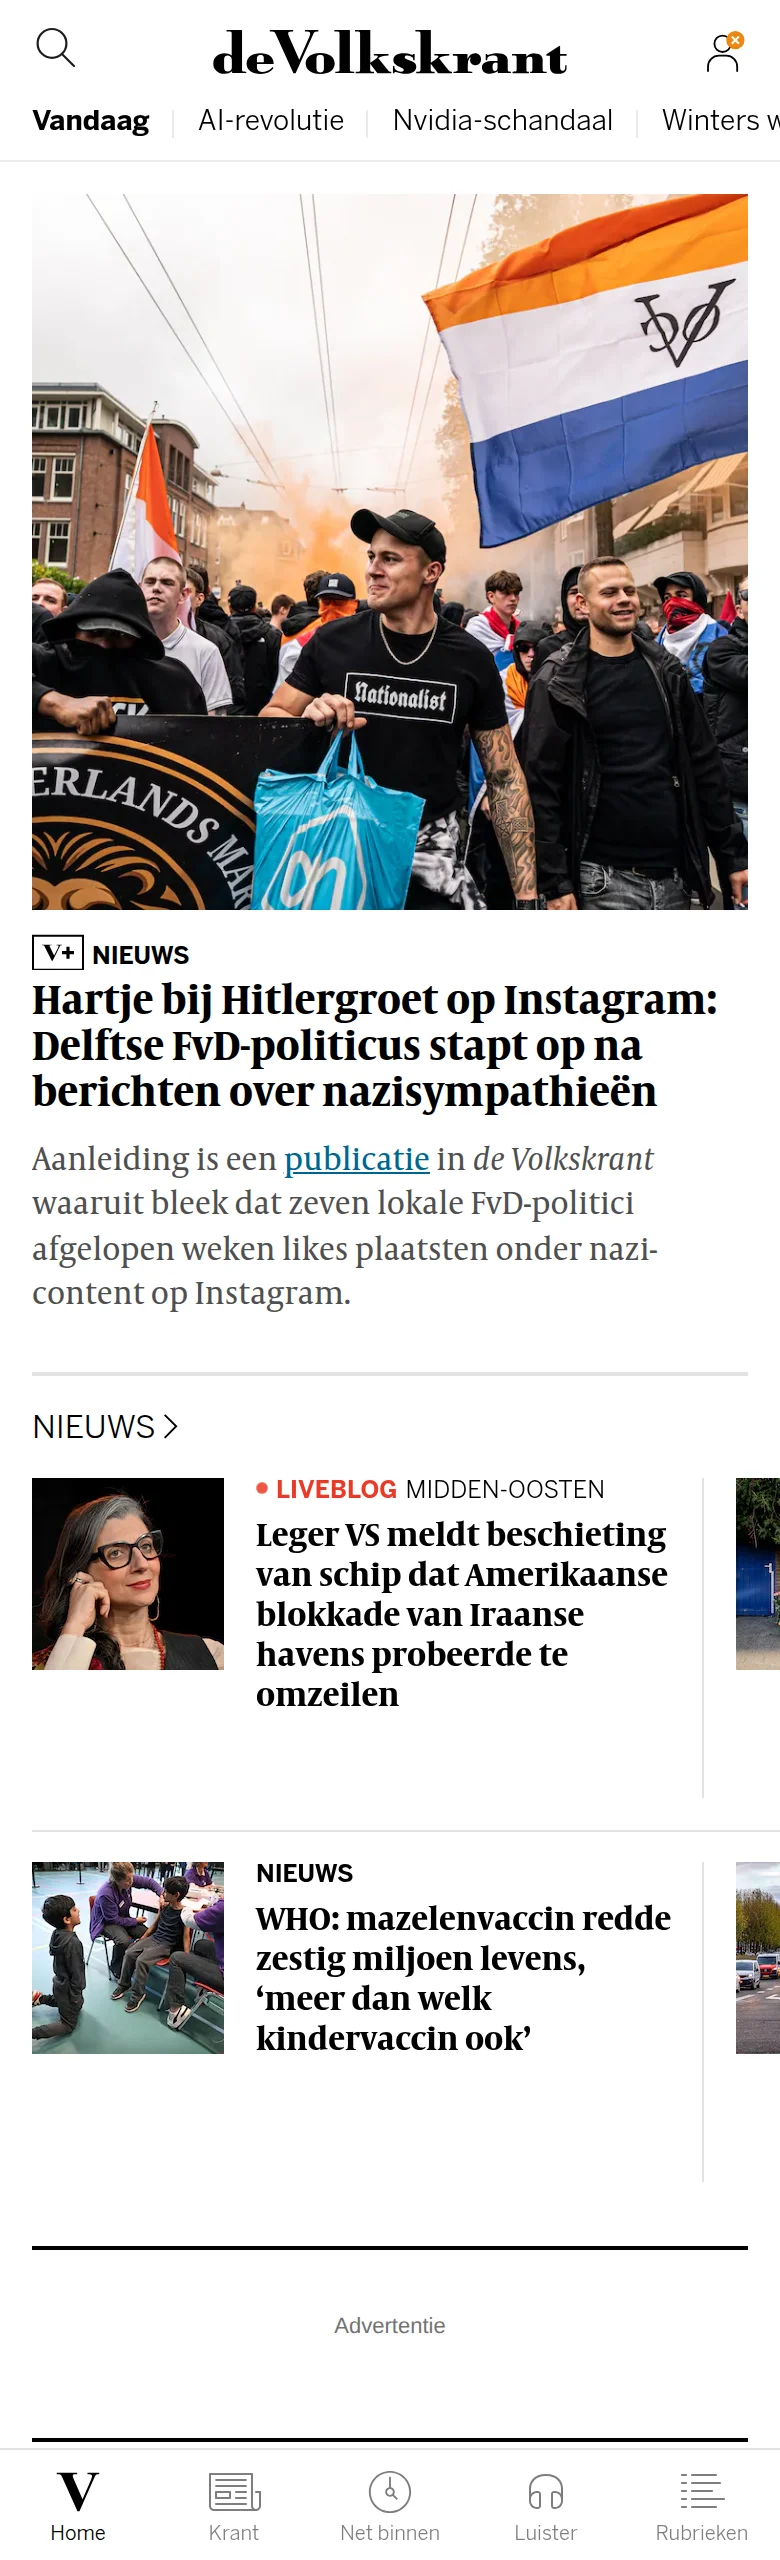 deVolkskrant
Vandaag
AI-revolutie
Nvidia-schandaal
Winters
Nationalist
ERLANDS MAR
V+ NIEUWS
Hartje bij Hitlergroet op Instagram:
Delftse FvD-politicus stapt op na
berichten over nazisympathieën
Aanleiding is een publicatie in de Volkskrant
waaruit bleek dat zeven lokale FvD-politici
afgelopen weken likes plaatsten onder nazi-
content op Instagram.
NIEUWS
LIVEBLOG MIDDEN-OOSTEN
Leger VS meldt beschieting
van schip dat Amerikaanse
blokkade van Iraanse
havens probeerde te
omzeilen
NIEUWS
WHO: mazelenvaccin redde
zestig miljoen levens,
‘meer dan welk
kindervaccin ook’
Advertentie
Home
Krant
Net binnen
Luister
Rubrieken